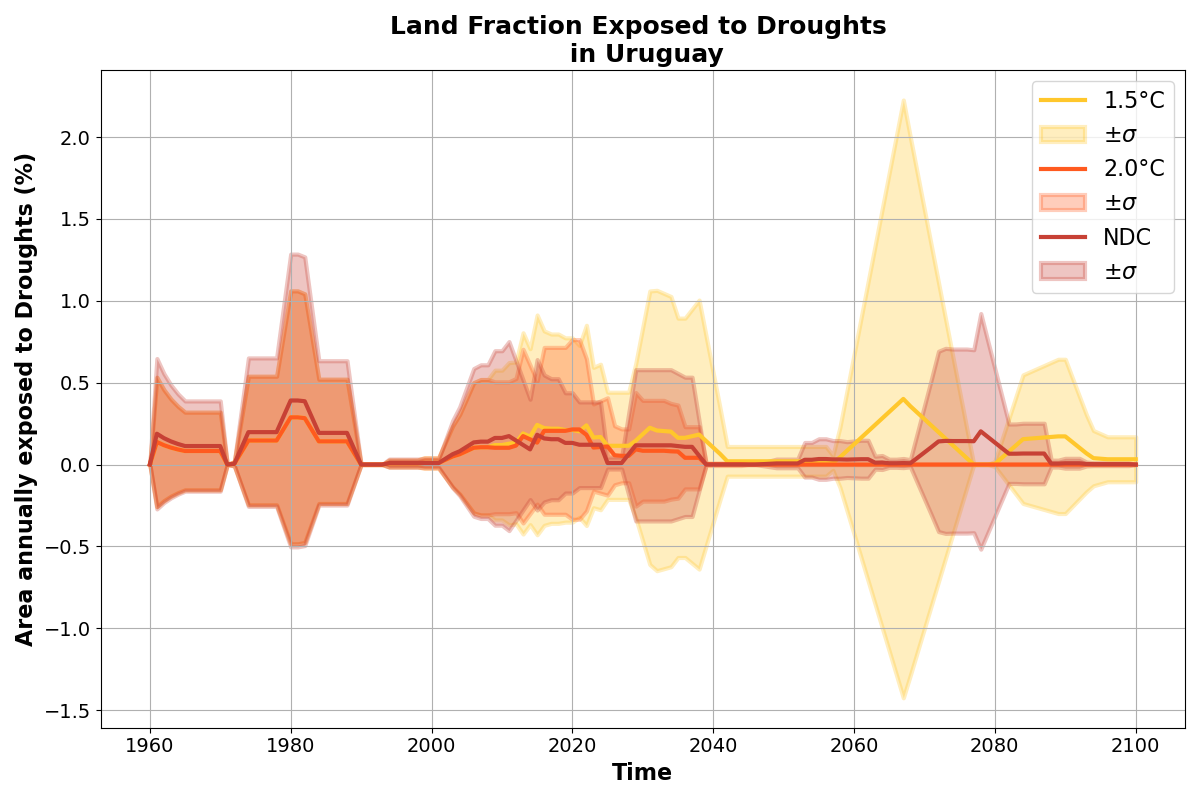 Land Fraction Exposed to Droughts
in Uruguay
Area annually exposed to Droughts (%)
2.0
1.5
1.0
0.5
0.0
−0.5
−1.0
−1.5
1.5°C
±σ
2.0°C
±σ
NDC
±σ
1960 1980 2000 2020 2040 2060 2080 2100
Time